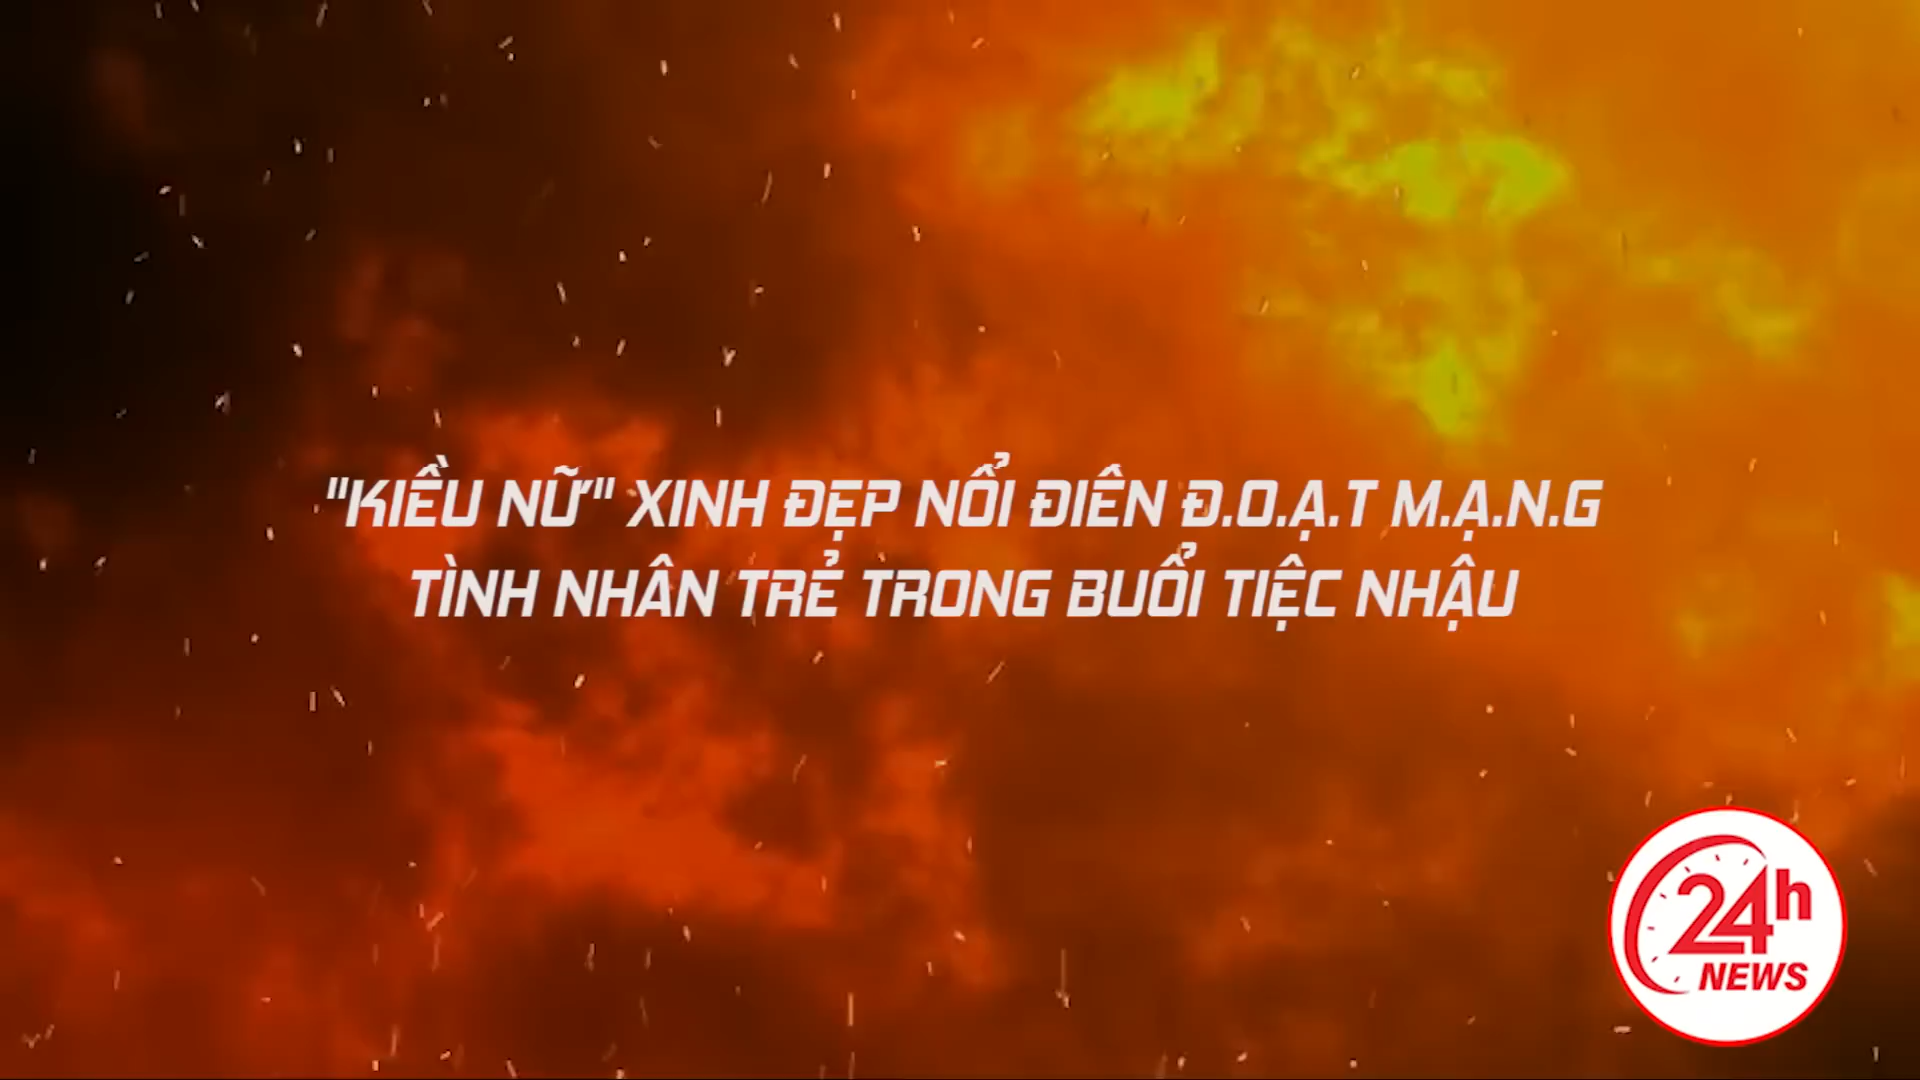 "KIỀU NỮ" XINH ĐẸP NỔI ĐIÊN Đ.O.Ạ.T M.Ạ.N.G
TÌNH NHÂN TRẺ TRONG BUỔI TIỆC NHẬU
24h
NEWS